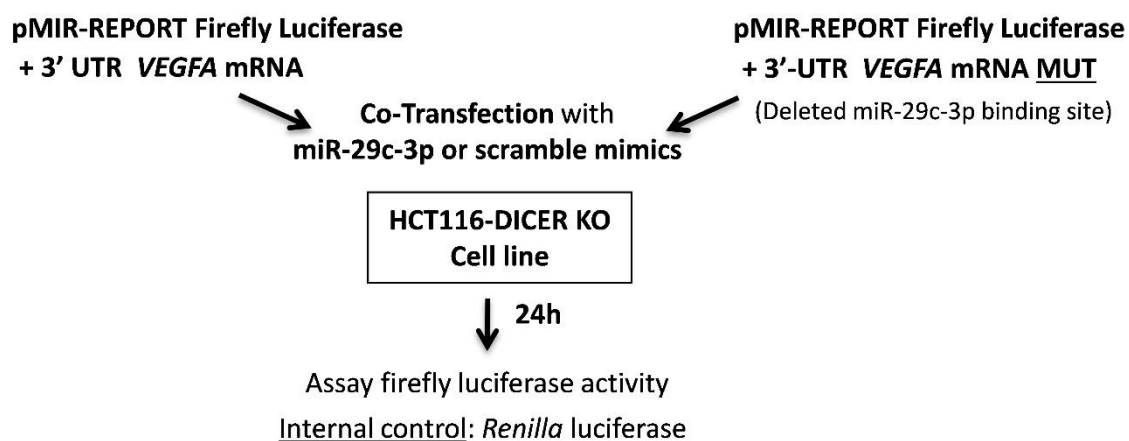 pMIR-REPORT Firefly Luciferase
+ 3’ UTR VEGFA mRNA
pMIR-REPORT Firefly Luciferase
+ 3’-UTR VEGFA mRNA MUT
(Deleted miR-29c-3p binding site)
Co-Transfection with
miR-29c-3p or scramble mimics
HCT116-DICER KO
Cell line
24h
Assay firefly luciferase activity
Internal control: Renilla luciferase